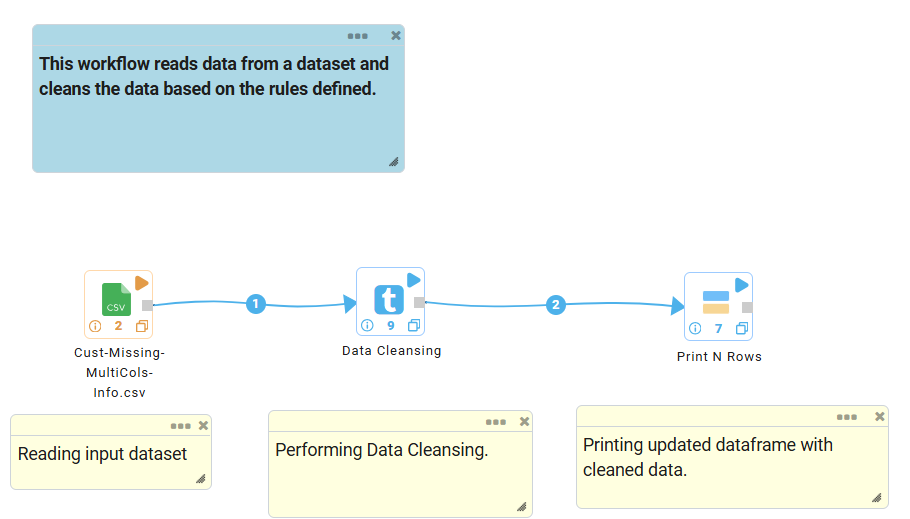 This workflow reads data from a dataset and
cleans the data based on the rules defined.
1
2
CSV
2
t
9
7
Cust-Missing-
MultiCols-
Info.csv
Data Cleansing
Print N Rows
Reading input dataset
Performing Data Cleansing.
Printing updated dataframe with
cleaned data.